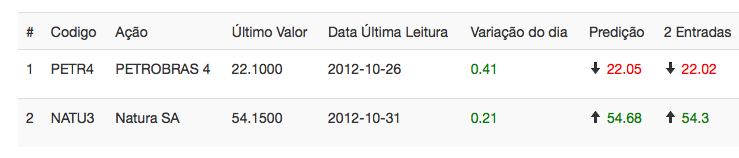 # Codigo Ação Último Valor Data Última Leitura Variação do dia Predição 2 Entradas
1 PETR4 PETROBRAS 4 22.1000 2012-10-26 0.41 22.05 22.02
2 NATU3 Natura SA 54.1500 2012-10-31 0.21 54.68 54.3